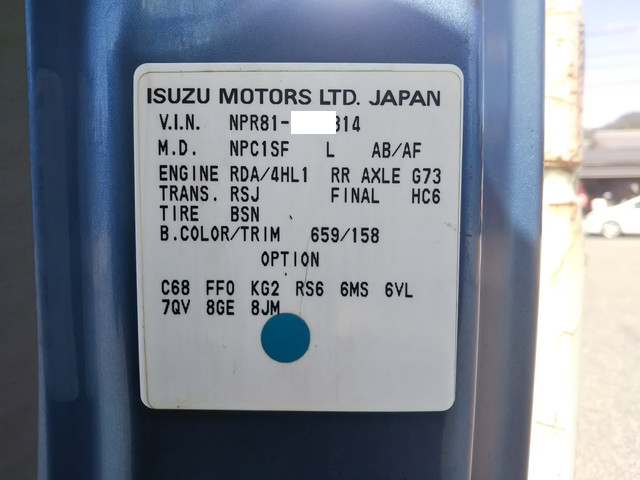 ISUZU MOTORS LTD. JAPAN
V.I.N. NPR81- 314
M.D. NPC1SF L AB/AF
ENGINE RDA/4HL1 RR AXLE G73
TRANS. RSJ FINAL HC6
TIRE BSN
B.COLOR/TRIM 659/158
OPTION
C68 FF0 KG2 RS6 6MS 6VL
7QV 8GE 8JM